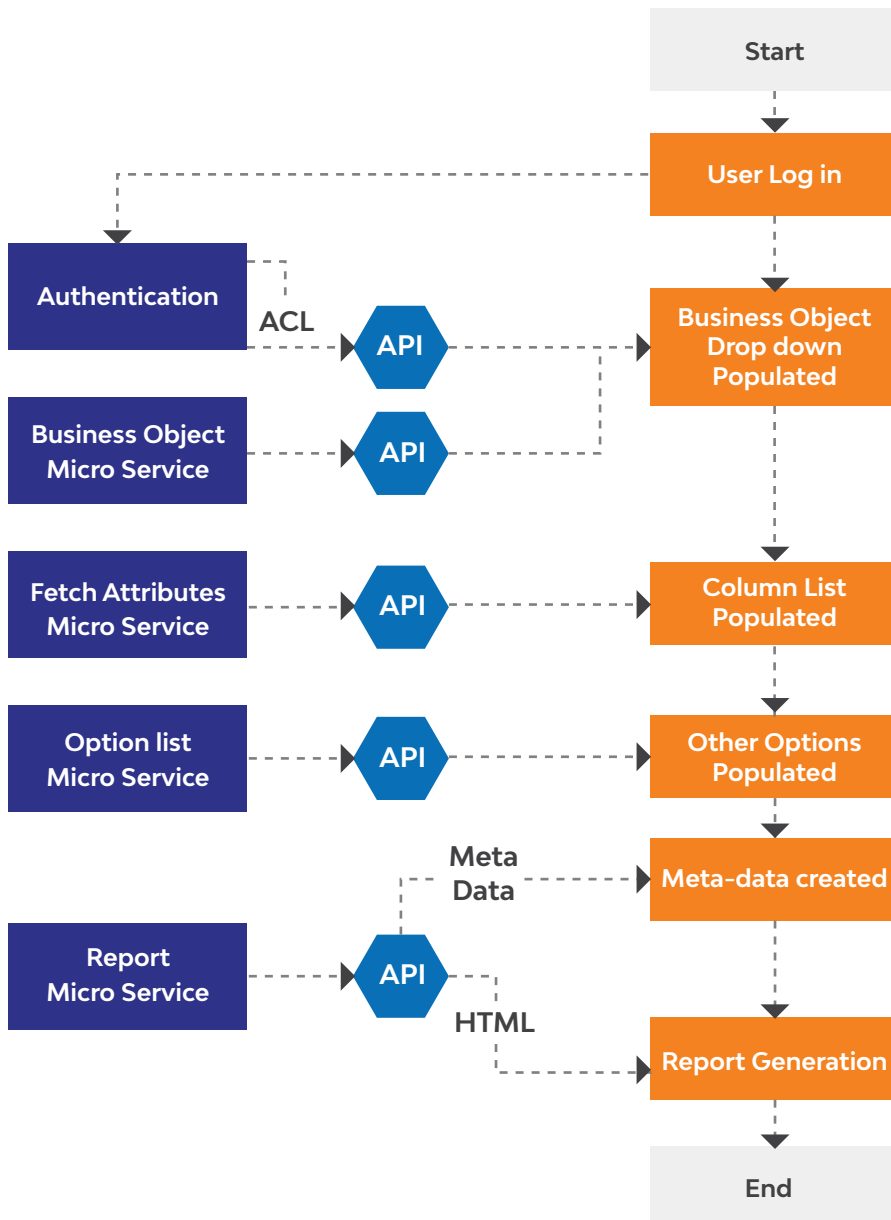 Start
User Log in
Authentication
ACL
API
Business Object
Drop down
Populated
Business Object
Micro Service
API
Fetch Attributes
Micro Service
API
Column List
Populated
Option list
Micro Service
API
Other Options
Populated
Meta
Data
Meta-data created
Report
Micro Service
API
HTML
Report Generation
End